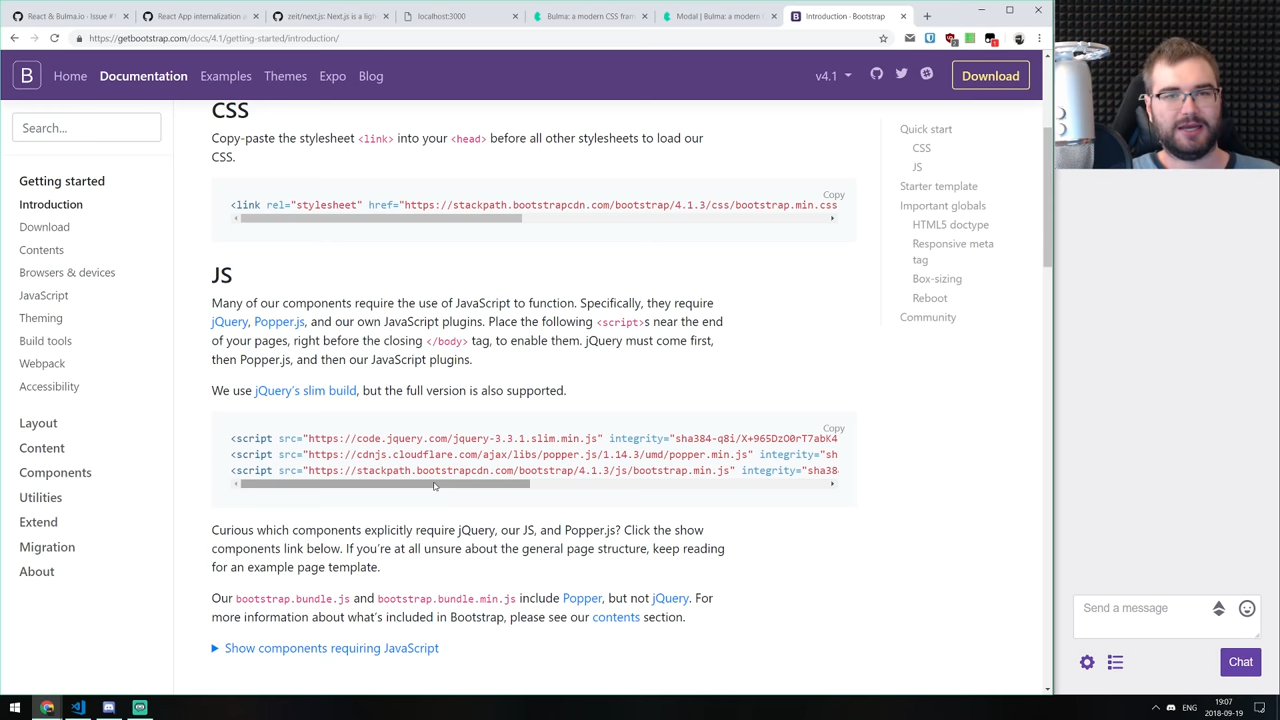 React & Bulma.io - Issue #1
React App internalization a
zeit/next.js: Next.js is a ligh
localhost:3000
Bulma: a modern CSS fram
Modal | Bulma: a modern
Introduction · Bootstrap
https://getbootstrap.com/docs/4.1/getting-started/introduction/
B
Home
Documentation
Examples
Themes
Expo
Blog
v4.1
Download
Search...
Getting started
Introduction
Download
Contents
Browsers & devices
JavaScript
Theming
Build tools
Webpack
Accessibility
Layout
Content
Components
Utilities
Extend
Migration
About
CSS
Copy-paste the stylesheet <link> into your <head> before all other stylesheets to load our
CSS.
Copy
<link rel="stylesheet" href="https://stackpath.bootstrapcdn.com/bootstrap/4.1.3/css/bootstrap.min.css
JS
Many of our components require the use of JavaScript to function. Specifically, they require
jQuery, Popper.js, and our own JavaScript plugins. Place the following <script>s near the end
of your pages, right before the closing </body> tag, to enable them. jQuery must come first,
then Popper.js, and then our JavaScript plugins.
We use jQuery's slim build, but the full version is also supported.
Copy
<script src="https://code.jquery.com/jquery-3.3.1.slim.min.js" integrity="sha384-q8i/X+965DzO0rT7abK4
<script src="https://cdnjs.cloudflare.com/ajax/libs/popper.js/1.14.3/umd/popper.min.js" integrity="sh
<script src="https://stackpath.bootstrapcdn.com/bootstrap/4.1.3/js/bootstrap.min.js" integrity="sha38
Curious which components explicitly require jQuery, our JS, and Popper.js? Click the show
components link below. If you're at all unsure about the general page structure, keep reading
for an example page template.
Our bootstrap.bundle.js and bootstrap.bundle.min.js include Popper, but not jQuery. For
more information about what's included in Bootstrap, please see our contents section.
Show components requiring JavaScript
Quick start
CSS
JS
Starter template
Important globals
HTML5 doctype
Responsive meta
tag
Box-sizing
Reboot
Community
Send a message
Chat
ENG
19:07
2018-09-19